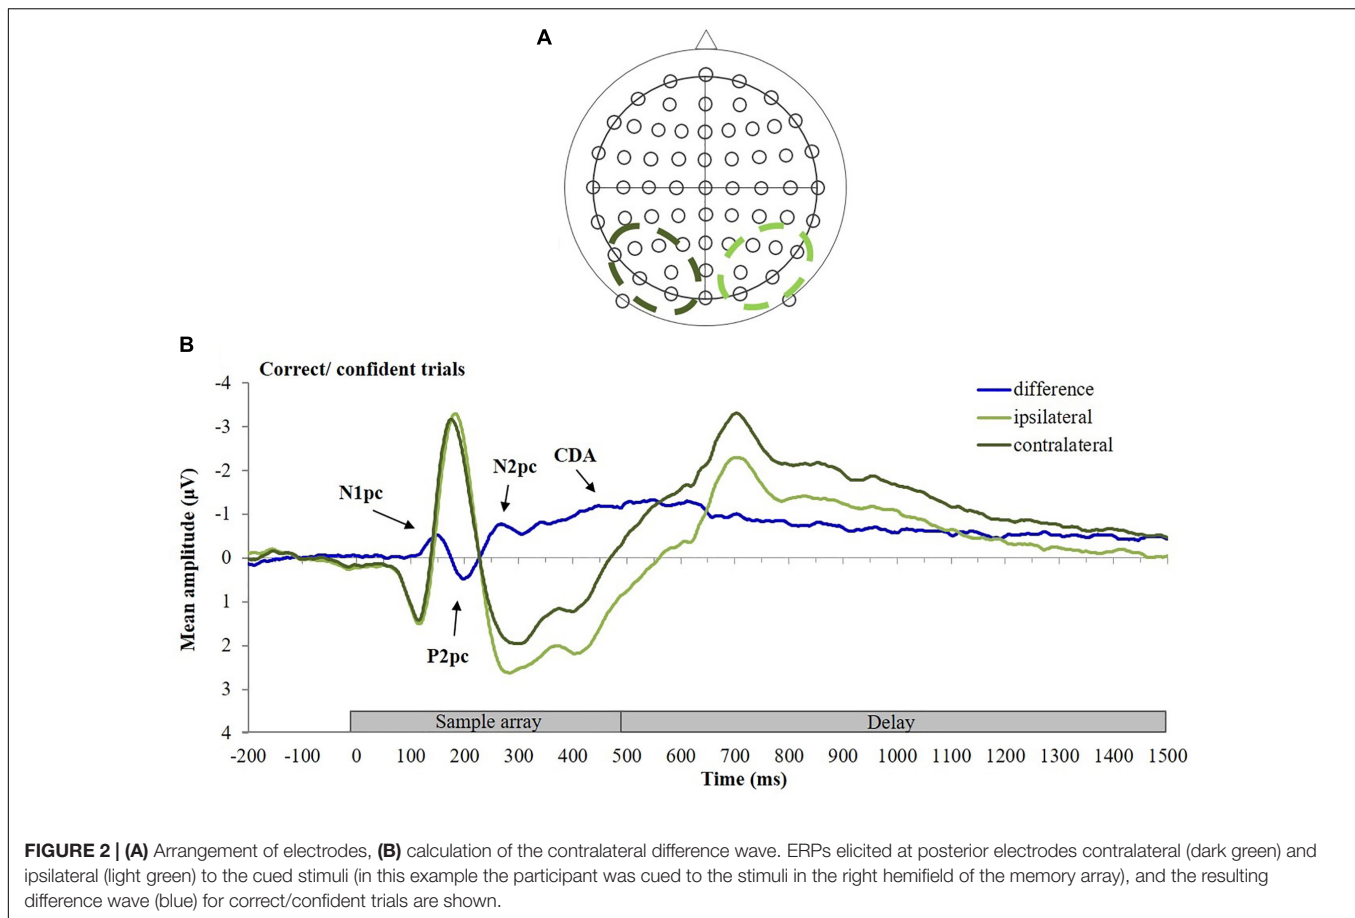 A
B
Correct/ confident trials
difference
ipsilateral
contralateral
-4
-3
-2
-1
0
1
2
3
4
Mean amplitude (µV)
N1pc
P2pc
N2pc
CDA
Sample array
Delay
-200 -100 0 100 200 300 400 500 600 700 800 900 1000 1100 1200 1300 1400 1500
Time (ms)
FIGURE 2 | (A) Arrangement of electrodes, (B) calculation of the contralateral difference wave. ERPs elicited at posterior electrodes contralateral (dark green) and
ipsilateral (light green) to the cued stimuli (in this example the participant was cued to the stimuli in the right hemifield of the memory array), and the resulting
difference wave (blue) for correct/confident trials are shown.